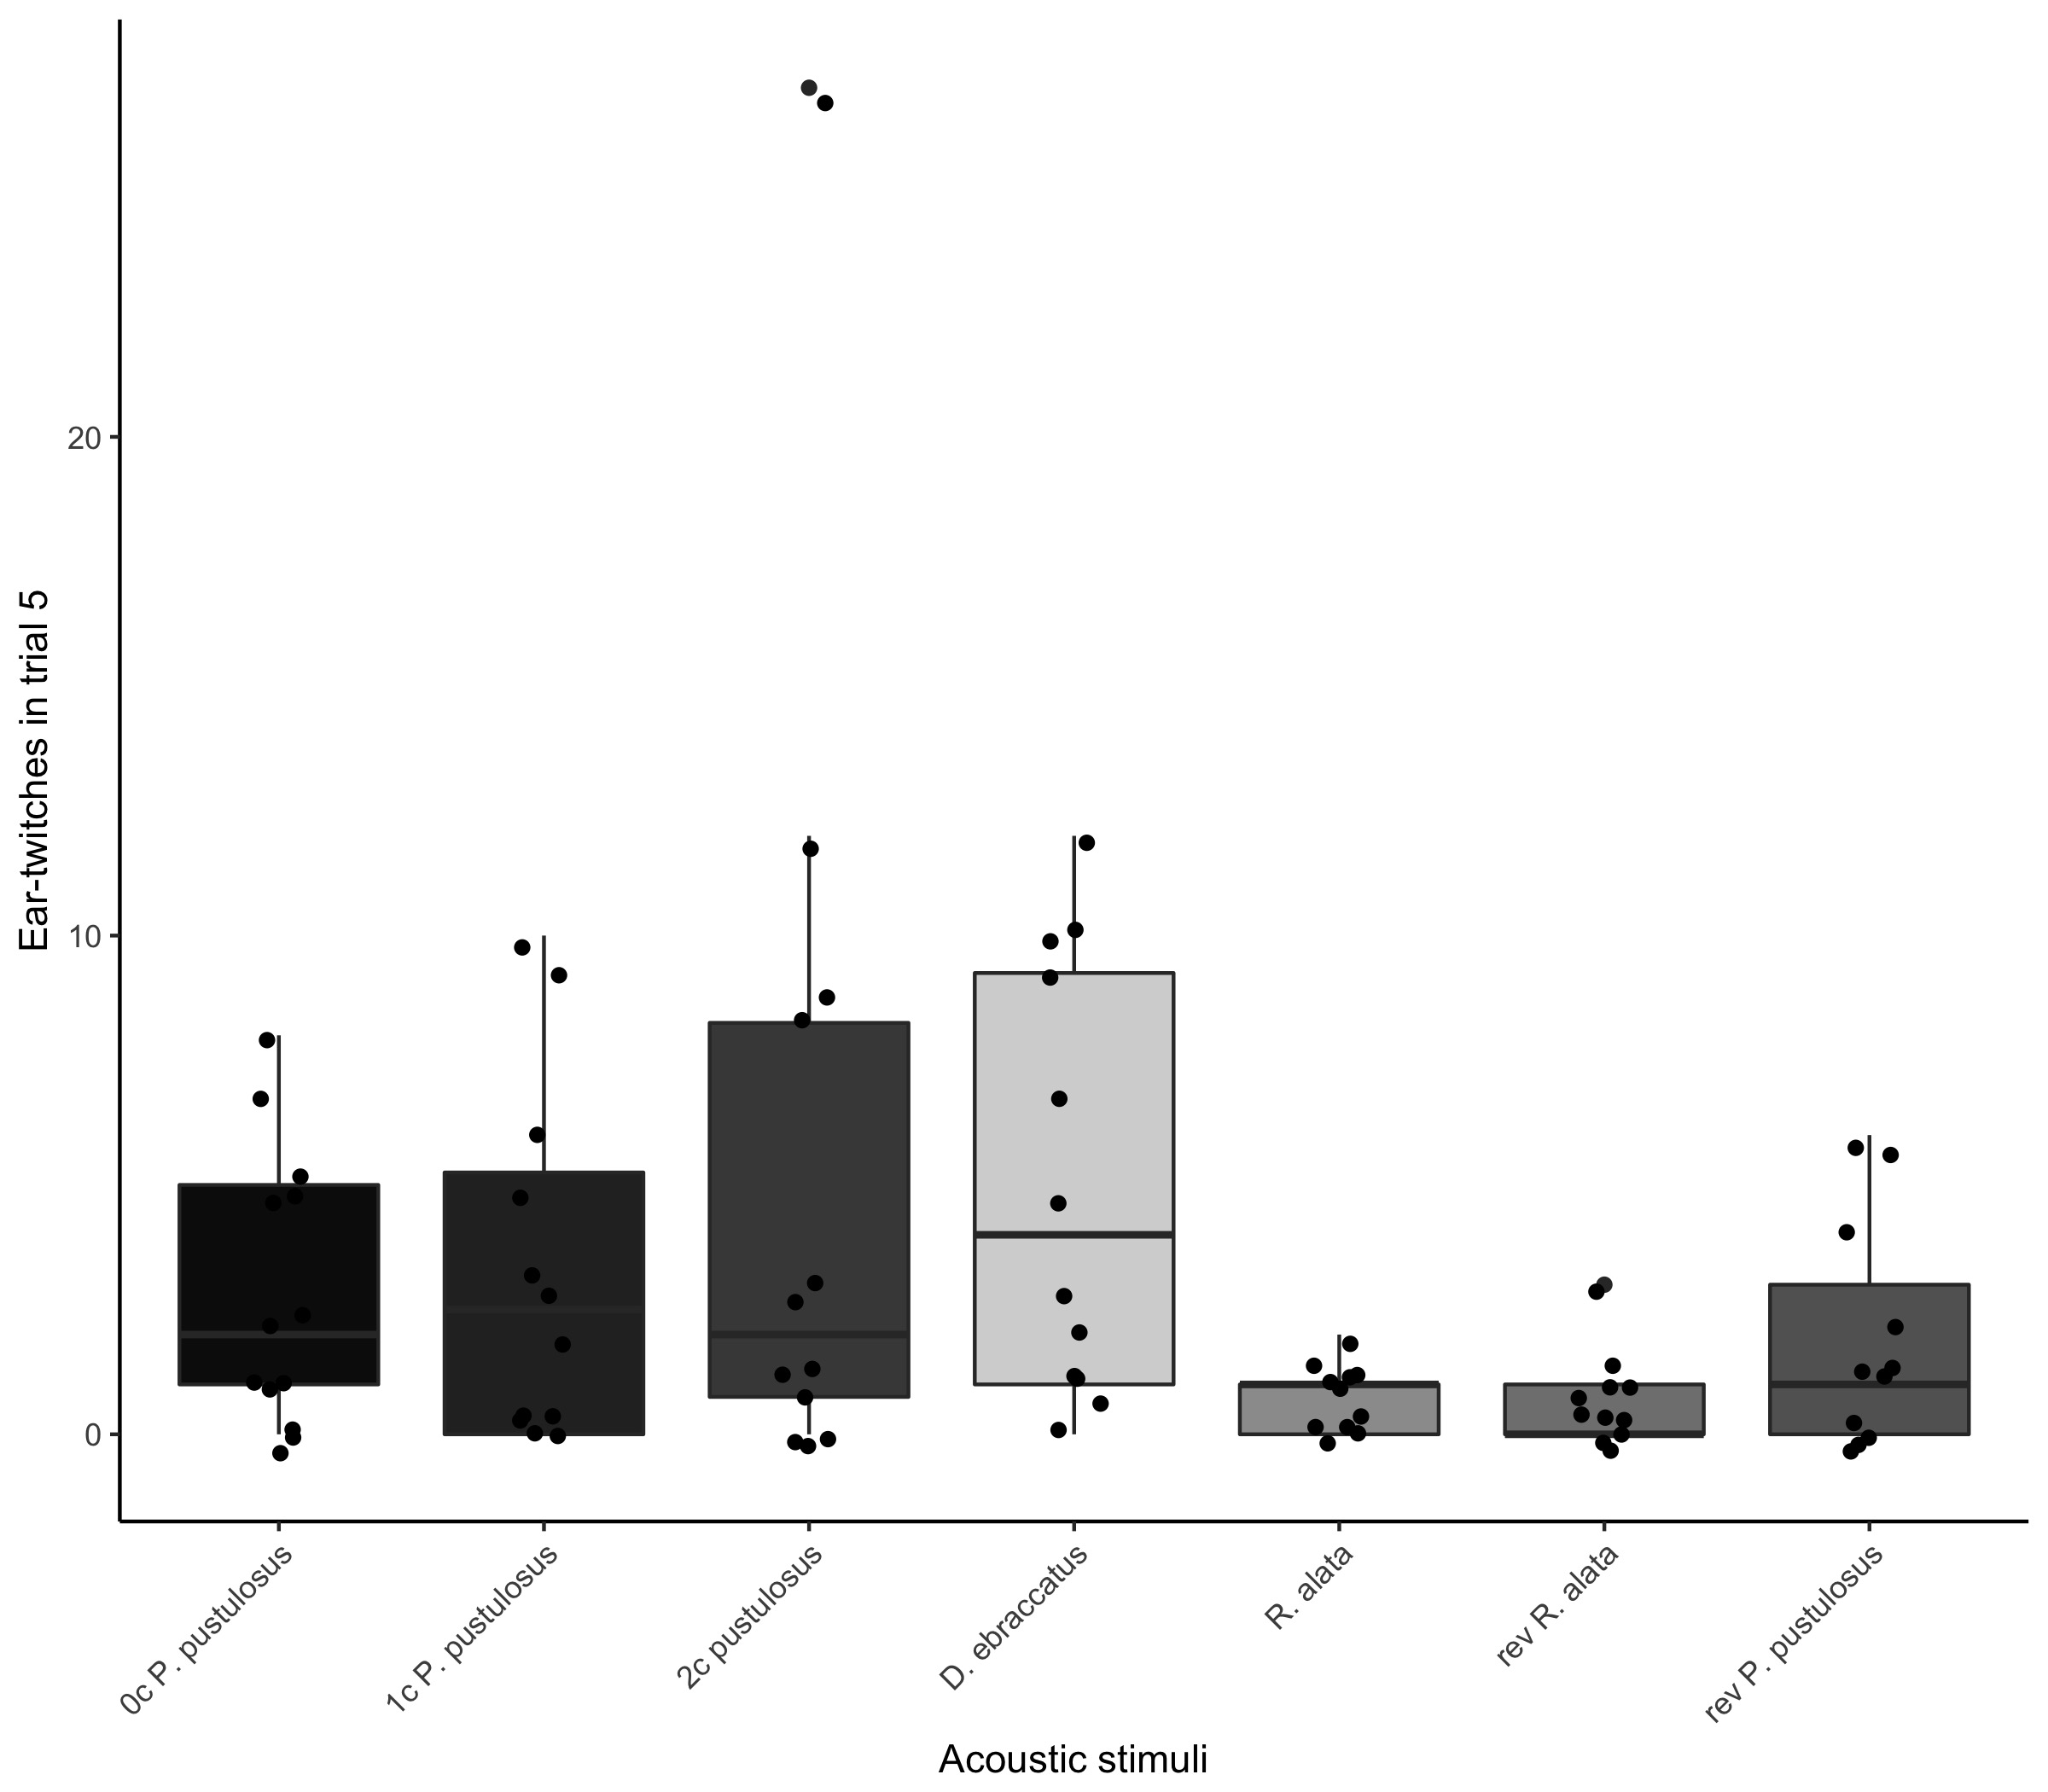 Ear-twitches in trial 5
20
10
0
0c P. pustulosus
1c P. pustulosus
2c pustulosus
D. ebraccatus
R. alata
rev R. alata
rev P. pustulosus
Acoustic stimuli